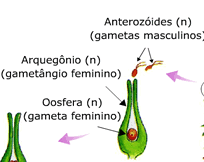 Anterozóides (n)
(gametas masculinos)
Arquegônio (n)
(gametângio feminino)
Oosfera (n)
(gameta feminino)